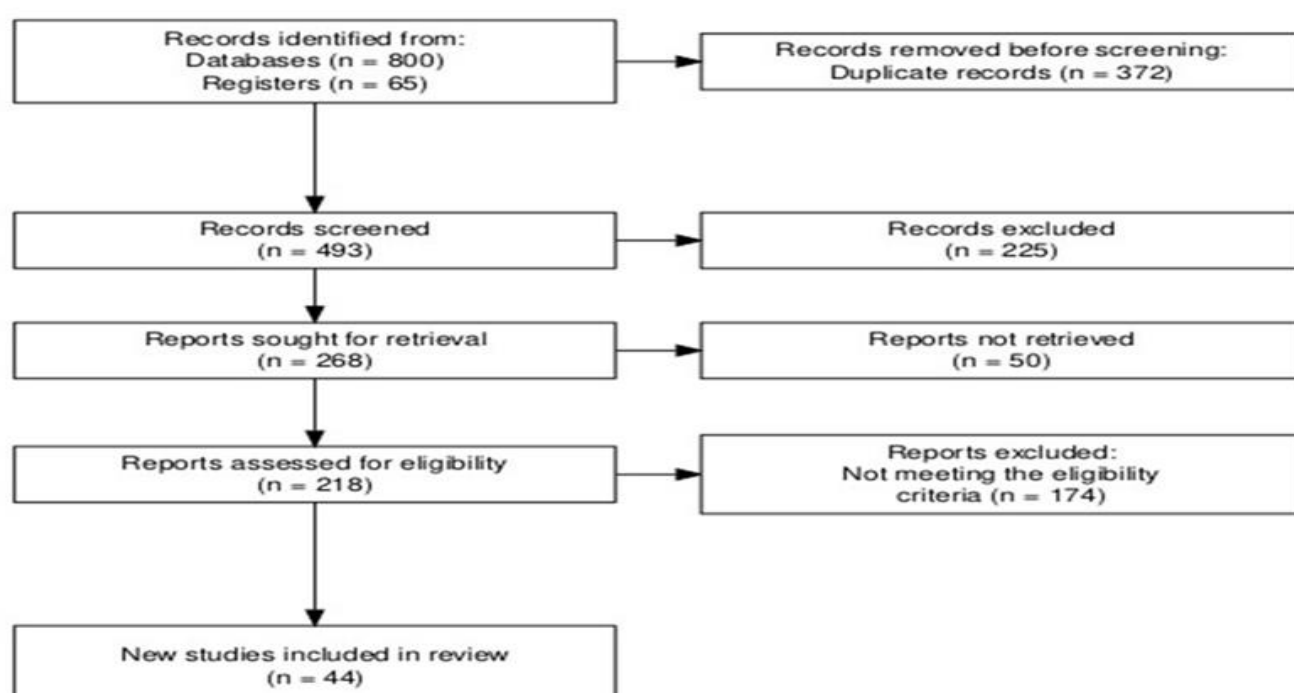 Records identified from:
Databases (n = 800)
Registers (n = 65)
Records removed before screening:
Duplicate records (n = 372)
Records screened
(n = 493)
Records excluded
(n = 225)
Reports sought for retrieval
(n = 268)
Reports not retrieved
(n = 50)
Reports assessed for eligibility
(n = 218)
Reports excluded:
Not meeting the eligibility
criteria (n = 174)
New studies included in review
(n = 44)